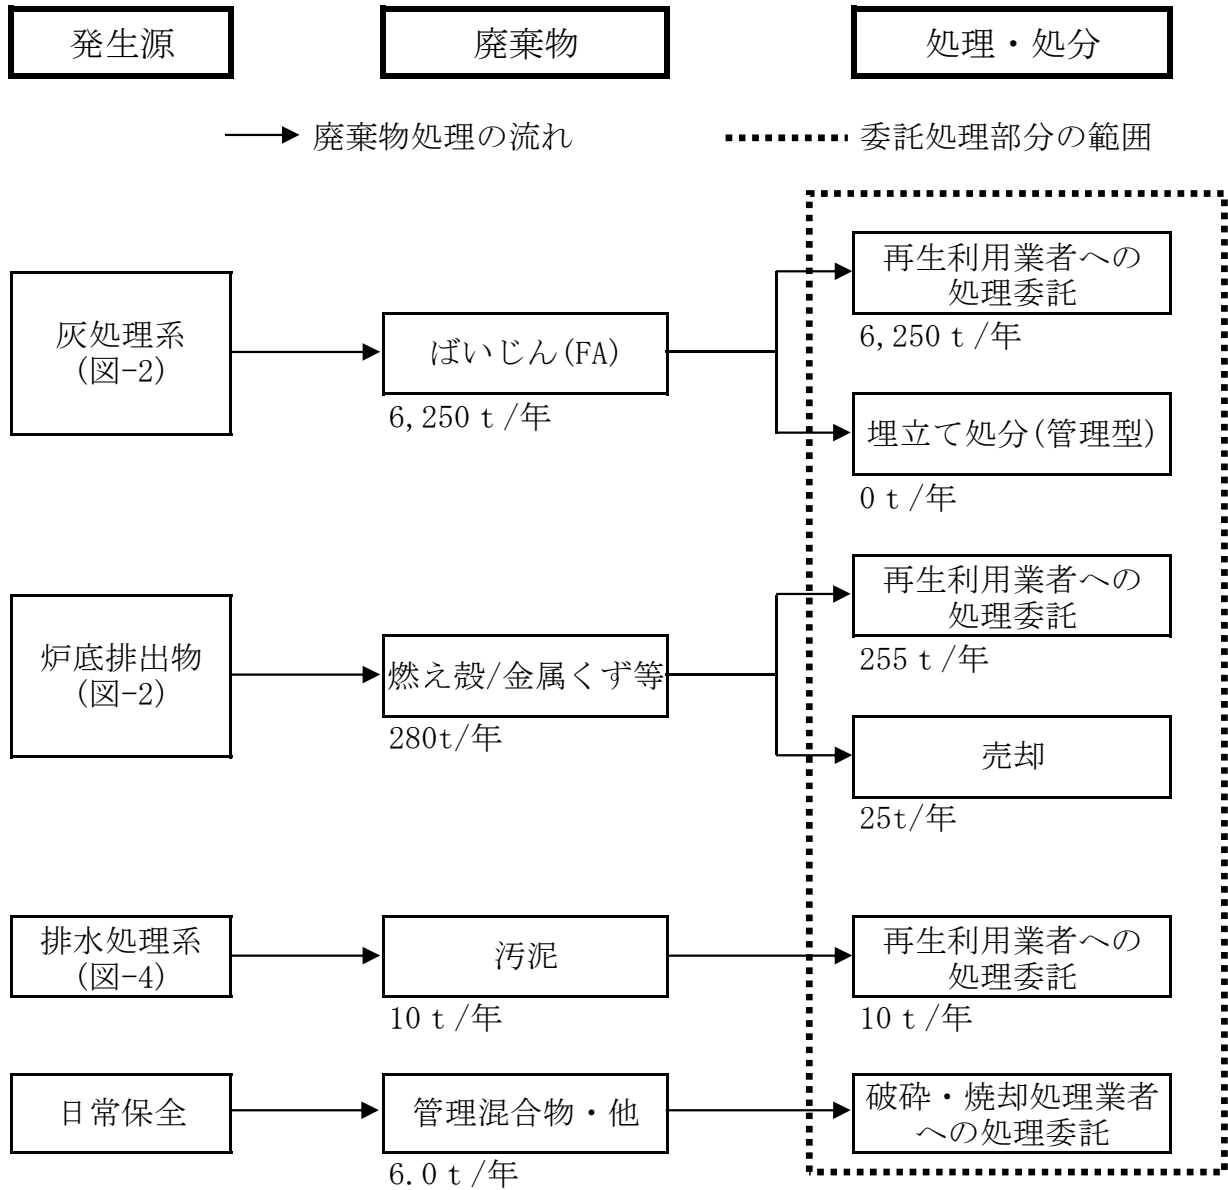 発生源
廃棄物
処理・処分
廃棄物処理の流れ
委託処理部分の範囲
灰処理系
(図-2)
ばいじん(FA)
6,250 t /年
再生利用業者への
処理委託
6,250 t /年
埋立て処分(管理型)
0 t /年
炉底排出物
(図-2)
燃え殻/金属くず等
280t/年
再生利用業者への
処理委託
255 t /年
売却
25t/年
排水処理系
(図-4)
汚泥
10 t /年
再生利用業者への
処理委託
10 t /年
日常保全
管理混合物・他
6.0 t /年
破砕・焼却処理業者
への処理委託